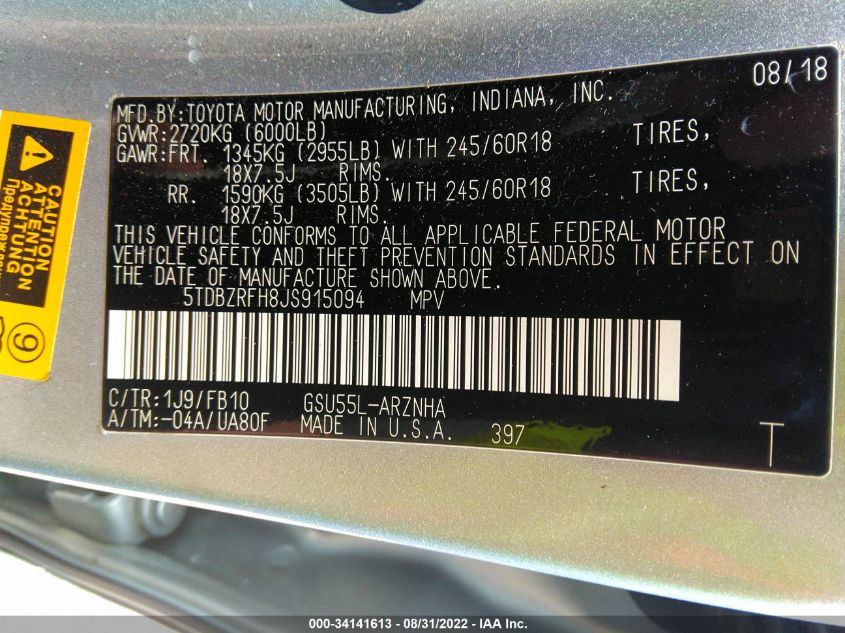 08/18
MFD.BY:TOYOTA MOTOR MANUFACTURING, INDIANA, INC.
GVWR:2720KG (6000LB)
GAWR:FRT. 1345KG (2955LB) WITH 245/60R18 TIRES,
18X7.5J RIMS.
RR. 1590KG (3505LB) WITH 245/60R18 TIRES,
18X7.5J RIMS.
THIS VEHICLE CONFORMS TO ALL APPLICABLE FEDERAL MOTOR
VEHICLE SAFETY AND THEFT PREVENTION STANDARDS IN EFFECT ON
THE DATE OF MANUFACTURE SHOWN ABOVE.
5TDBZRFH8JS915094 MPV
C/TR:1J9/FB10 GSU55L-ARZNHA
A/TM:-04A/UA80F MADE IN U.S.A. 397
T
CAUTION
ATTENTION
ACHTUNG
9
000-34141613 - 08/31/2022 - IAA Inc.